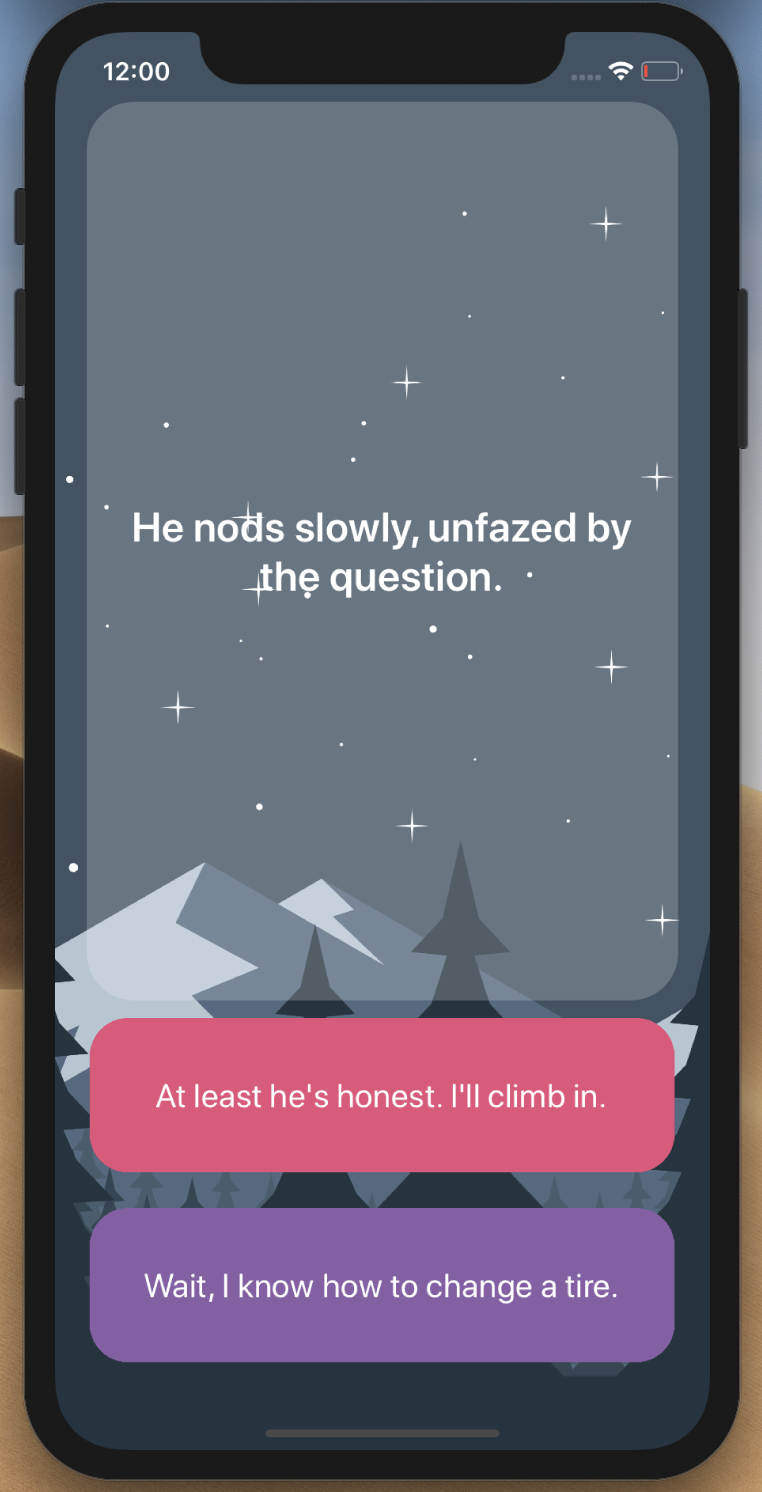 12:00
He nods slowly, unfazed by
the question.
At least he's honest. I'll climb in.
Wait, I know how to change a tire.